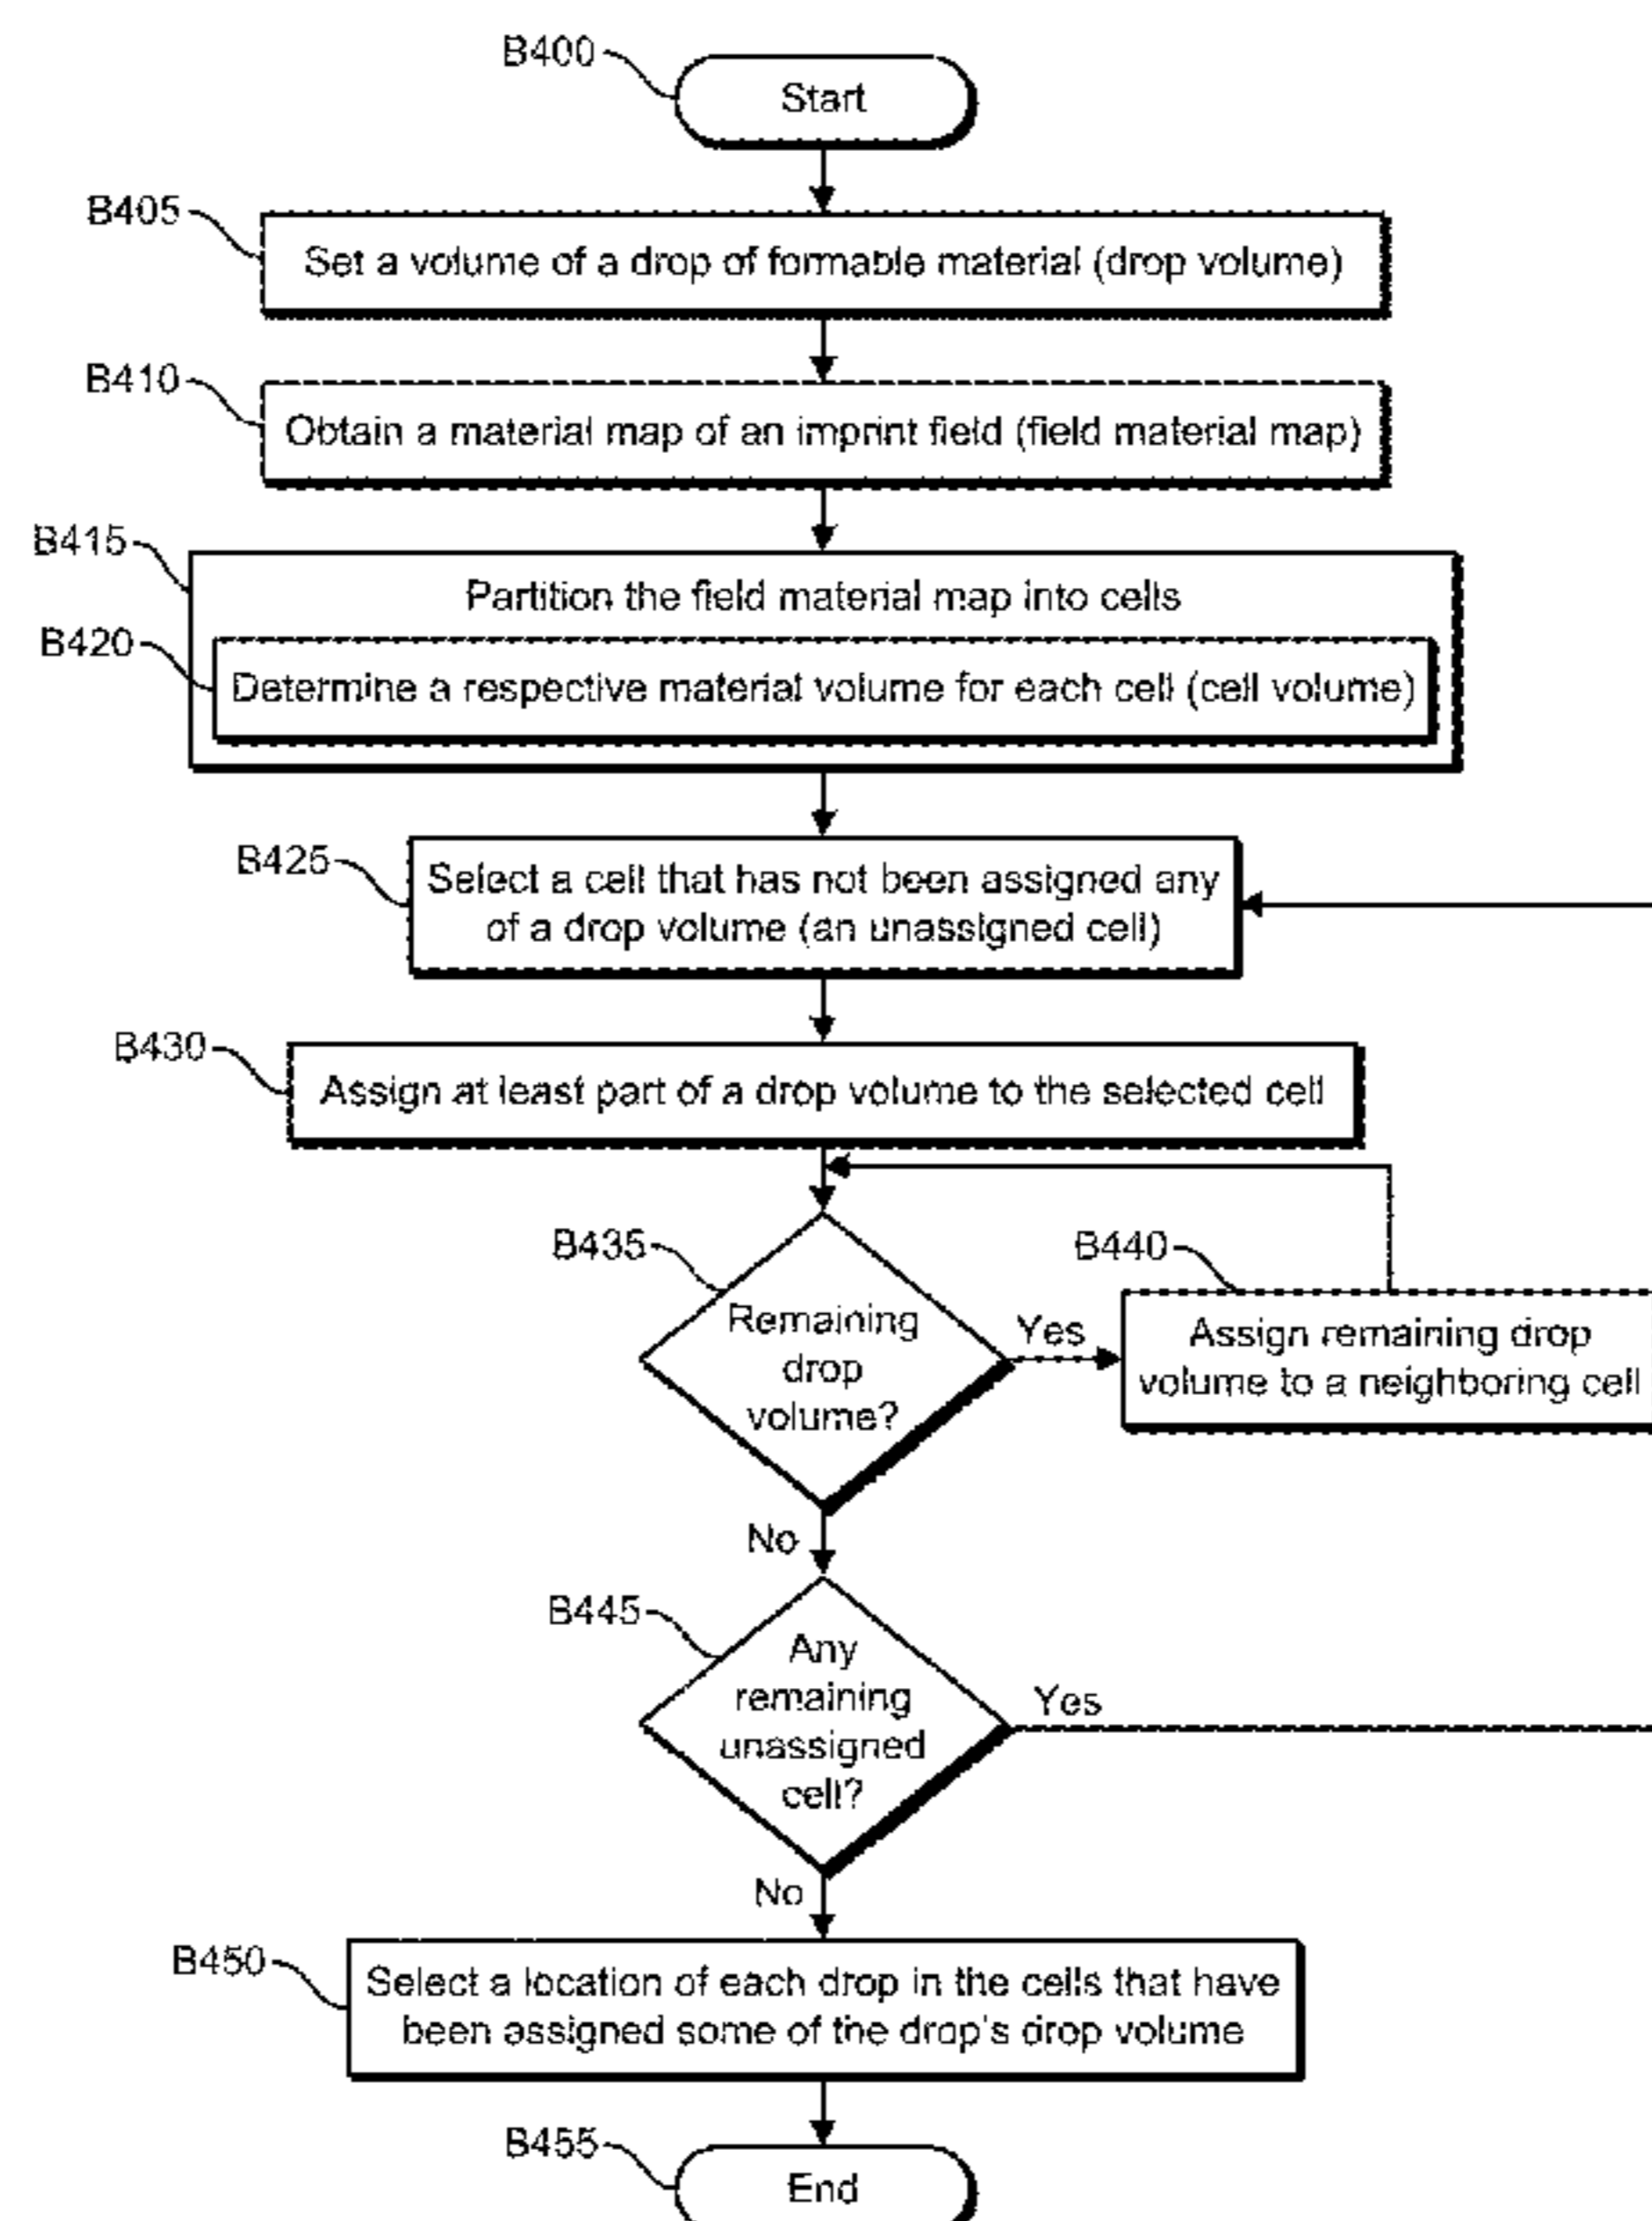 B400
Start
B405
Set a volume of a drop of formable material (drop volume)
B410
Obtain a material map of an imprint field (field material map)
B415
Partition the field material map into cells
B420
Determine a respective material volume for each cell (cell volume)
B425
Select a cell that has not been assigned any
of a drop volume (an unassigned cell)
B430
Assign at least part of a drop volume to the selected cell
B435
Remaining
drop
volume?
Yes
B440
Assign remaining drop
volume to a neighboring cell
No
B445
Any
remaining
unassigned
cell?
Yes
No
B450
Select a location of each drop in the cells that have
been assigned some of the drop's drop volume
B455
End